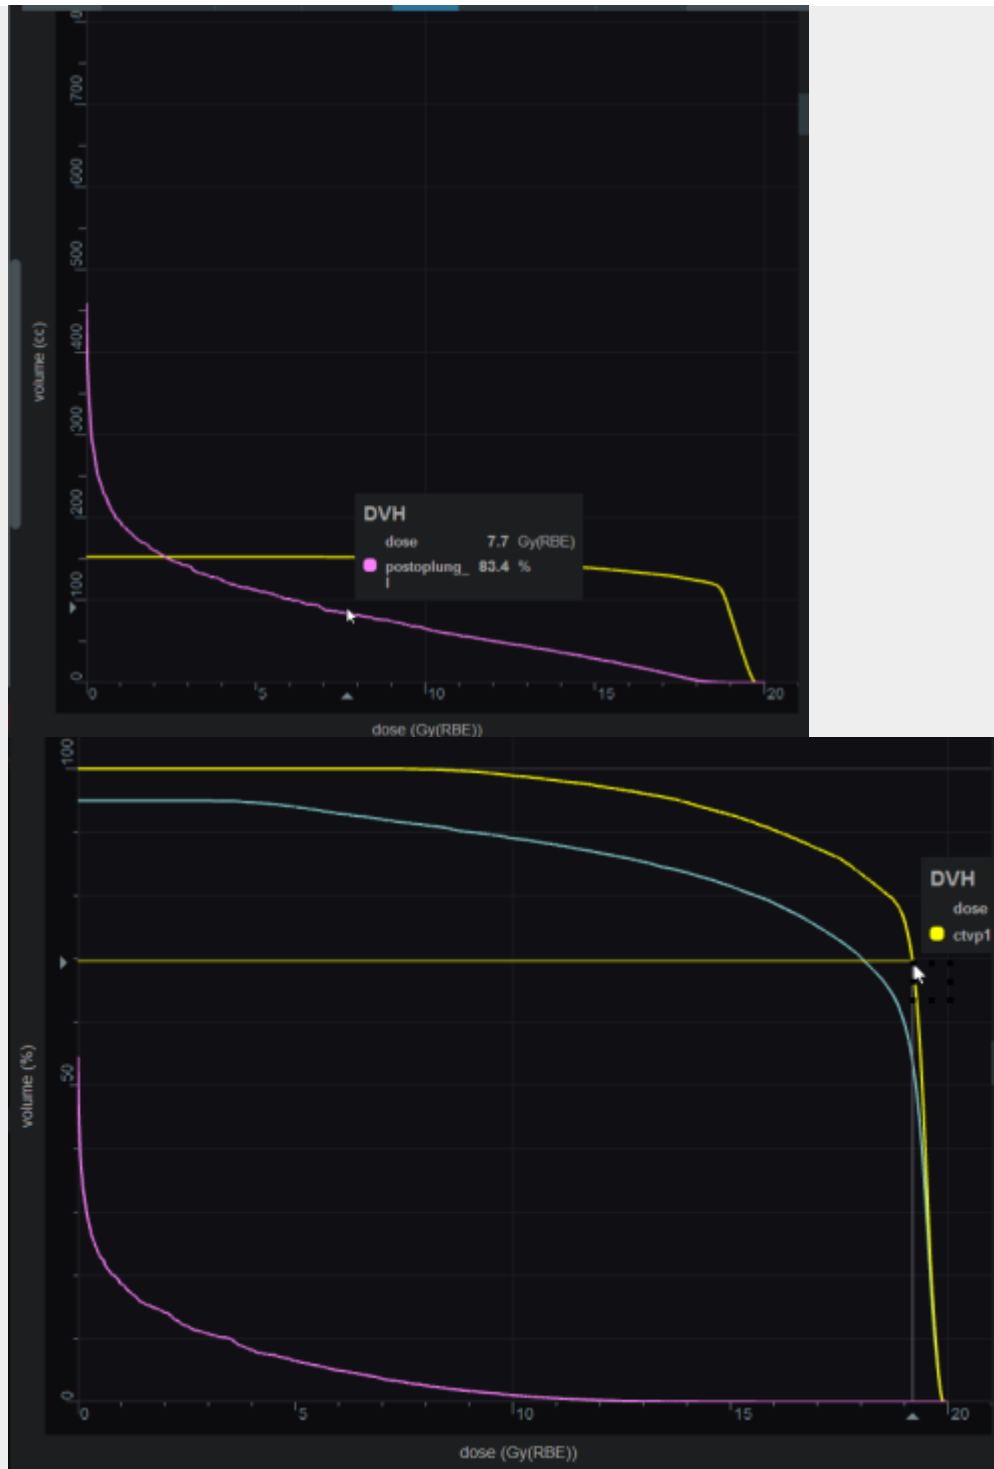 700
600
500
400
300
200
100
0
volume (cc)
DVH
dose 7.7 Gy(RBE)
postoplung_ 83.4 %
l
0 5 10 15 20
dose (Gy(RBE))
100
50
0
volume (%)
DVH
dose
ctvp1
0 5 10 15 20
dose (Gy(RBE))